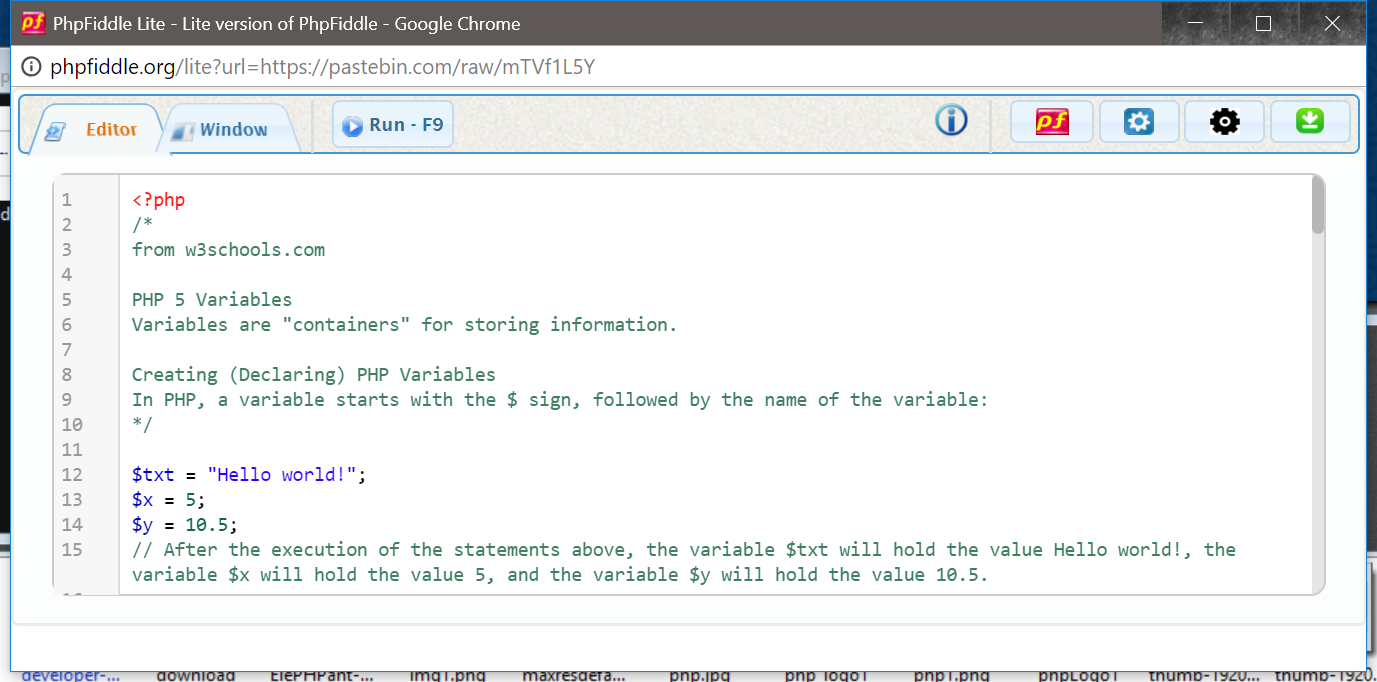 pf PhpFiddle Lite - Lite version of PhpFiddle - Google Chrome
phpfiddle.org/lite?url=https://pastebin.com/raw/mTVf1L5Y
Editor Window Run - F9 pf
1 <?php
2 /*
3 from w3schools.com
4
5 PHP 5 Variables
6 Variables are "containers" for storing information.
7
8 Creating (Declaring) PHP Variables
9 In PHP, a variable starts with the $ sign, followed by the name of the variable:
10 */
11
12 $txt = "Hello world!";
13 $x = 5;
14 $y = 10.5;
15 // After the execution of the statements above, the variable $txt will hold the value Hello world!, the
variable $x will hold the value 5, and the variable $y will hold the value 10.5.
developer-... download ElePHPant-... img1.png maxresdefa... php.jpg php_logo1 php1.png phpLogo1 thumb-1920... thumb-1920...